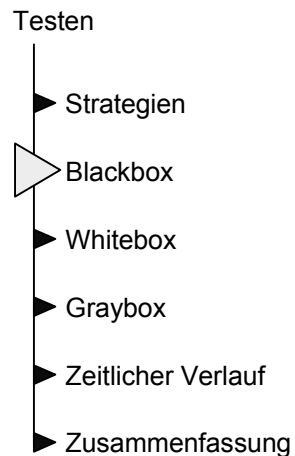 Testen
Strategien
Blackbox
Whitebox
Graybox
Zeitlicher Verlauf
Zusammenfassung